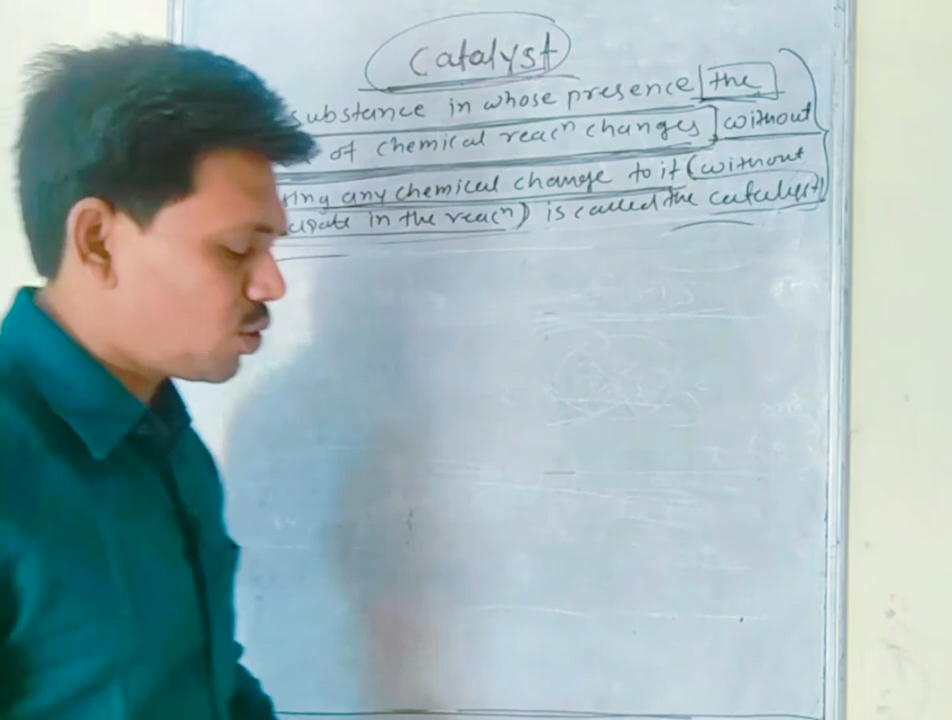 Catalyst
substance in whose presence the
of chemical reacn changes without
ing any chemical change to it (without
in the reacn) is called the catalyst